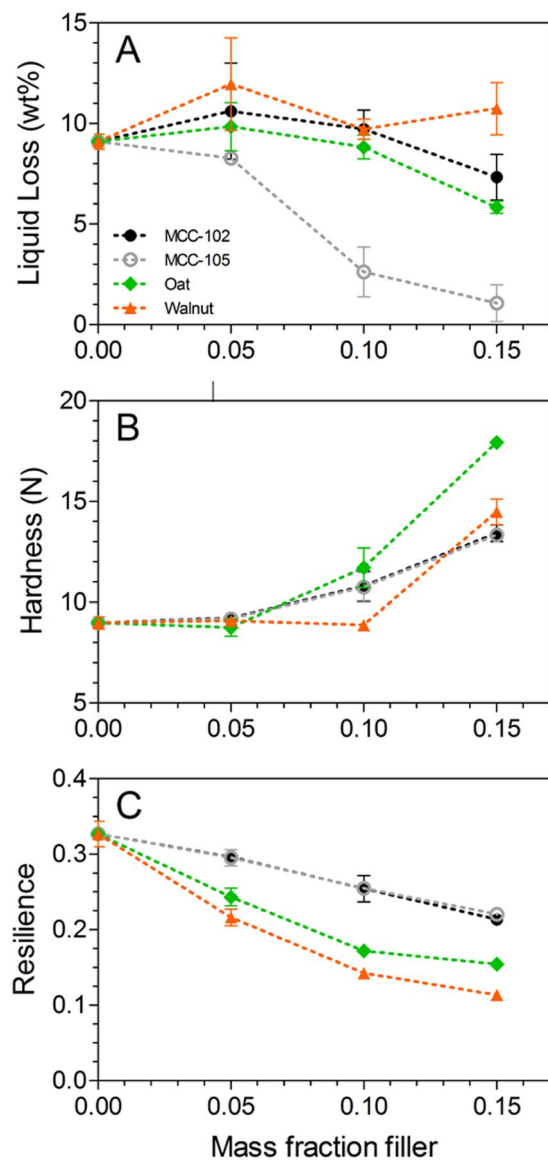 A
Liquid Loss (wt%)
15
10
5
0
MCC-102
MCC-105
Oat
Walnut
0.00 0.05 0.10 0.15
B
Hardness (N)
20
15
10
5
0.00 0.05 0.10 0.15
C
Resilience
0.4
0.3
0.2
0.1
0.0
0.00 0.05 0.10 0.15
Mass fraction filler